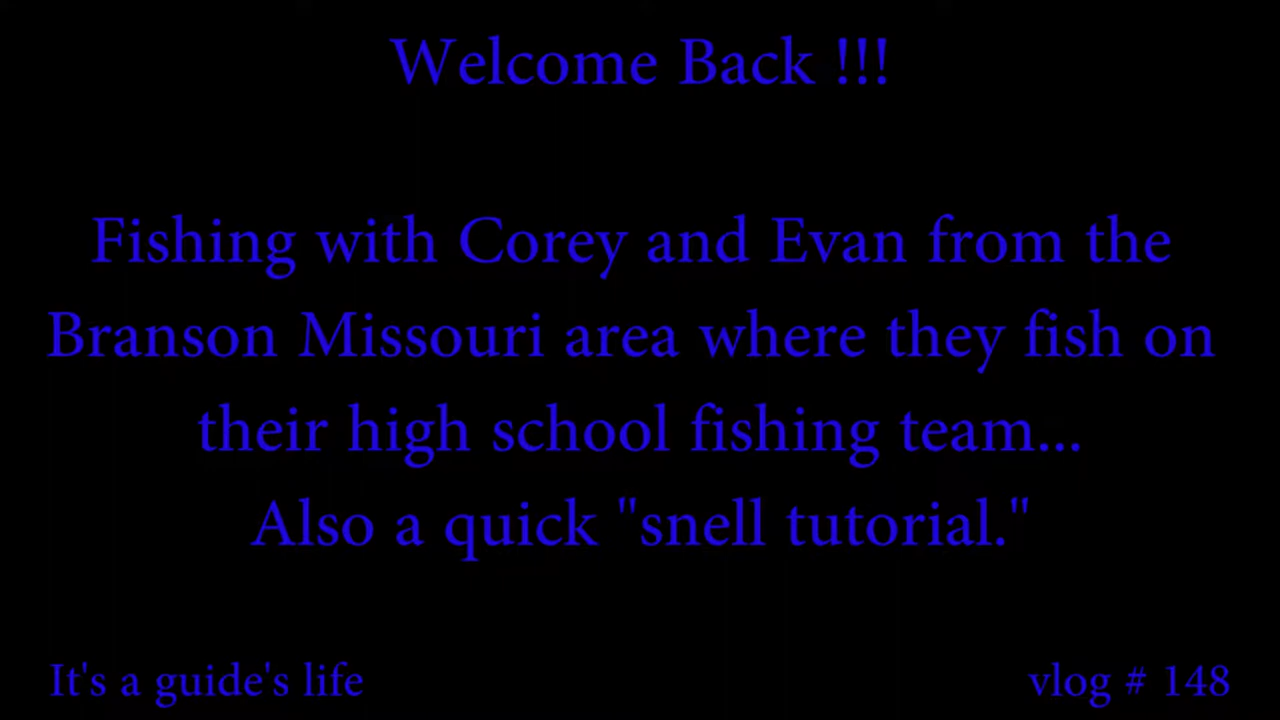 Welcome Back !!!
Fishing with Corey and Evan from the
Branson Missouri area where they fish on
their high school fishing team...
Also a quick "snell tutorial."
It's a guide's life
vlog # 148